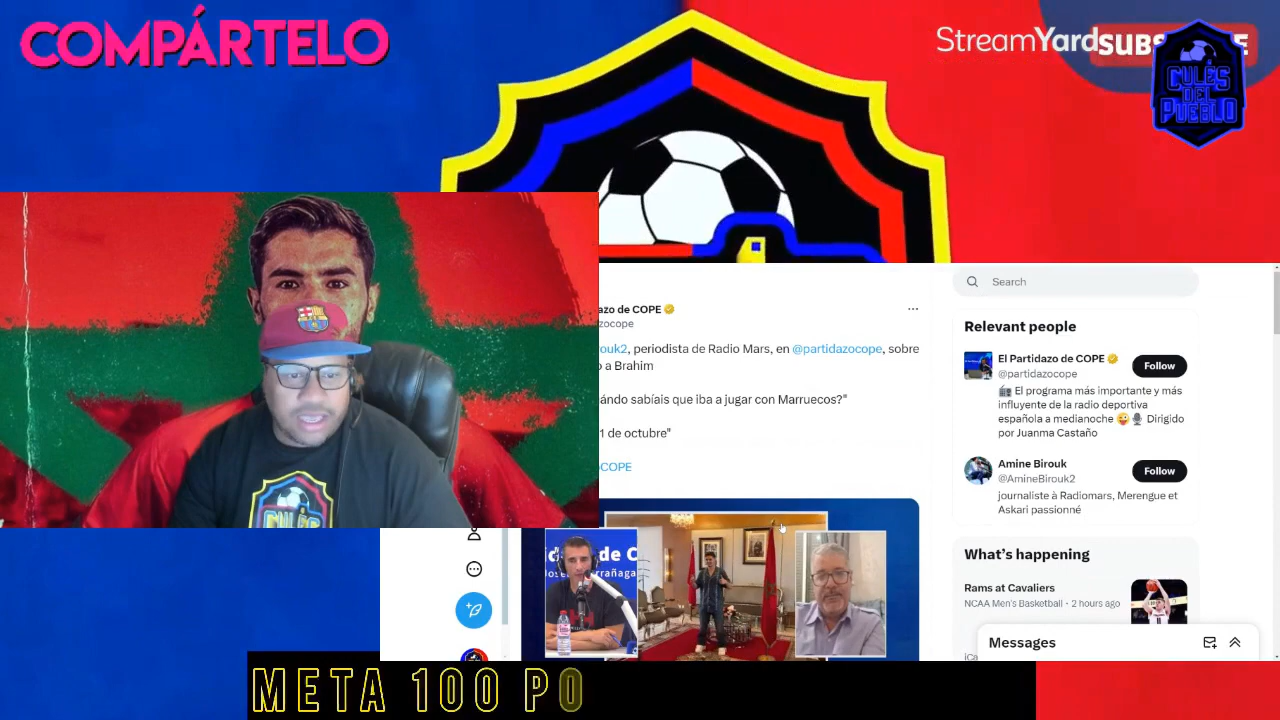 COMPÁRTELO
StreamYard
SUBS
E
CULÉS
DEL
PUEBLO
azo de COPE
zocope
Search
ouk2, periodista de Radio Mars, en @partidazocope, sobre
o a Brahim
ándo sabíais que iba a jugar con Marruecos?"
1 de octubre"
COPE
Relevant people
El Partidazo de COPE
@partidazocope
Follow
📻 El programa más importante y más
influyente de la radio deportiva
española a medianoche 😜🎙️ Dirigido
por Juanma Castaño
Amine Birouk
@AmineBirouk2
Follow
journaliste à Radiomars, Merengue et
Askari passionné
What's happening
Rams at Cavaliers
NCAA Men's Basketball · 2 hours ago
Messages
META 100 PO